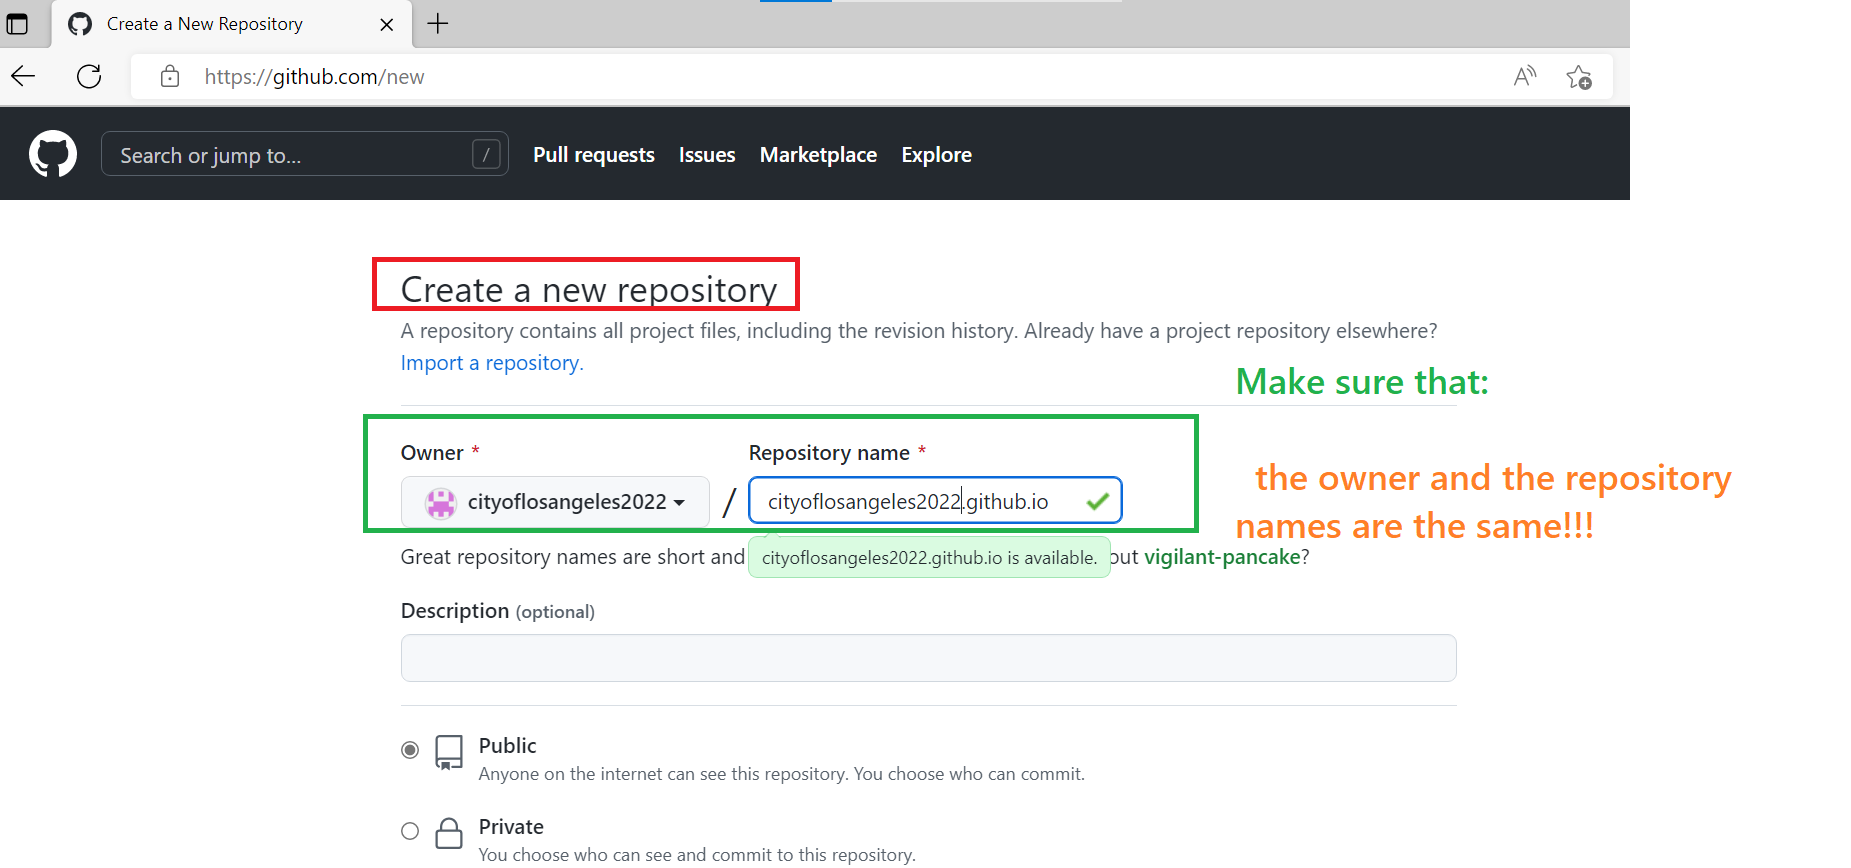 Create a New Repository
https://github.com/new
Search or jump to... / Pull requests Issues Marketplace Explore
Create a new repository
A repository contains all project files, including the revision history. Already have a project repository elsewhere?
Import a repository.
Make sure that:
Owner * Repository name *
cityoflosangeles2022 / cityoflosangeles2022.github.io
the owner and the repository
names are the same!!!
Great repository names are short and out vigilant-pancake?
cityoflosangeles2022.github.io is available.
Description (optional)
Public
Anyone on the internet can see this repository. You choose who can commit.
Private
You choose who can see and commit to this repository.